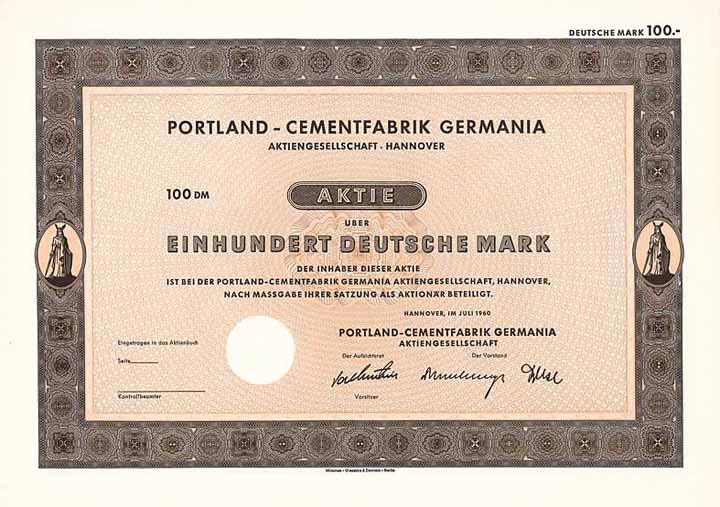 DEUTSCHE MARK 100.-
PORTLAND - CEMENTFABRIK GERMANIA
AKTIENGESELLSCHAFT · HANNOVER
100 DM
AKTIE
ÜBER
EINHUNDERT DEUTSCHE MARK
DER INHABER DIESER AKTIE
IST BEI DER PORTLAND-CEMENTFABRIK GERMANIA AKTIENGESELLSCHAFT, HANNOVER,
NACH MASSGABE IHRER SATZUNG ALS AKTIONÄR BETEILIGT.
HANNOVER, IM JULI 1960
PORTLAND-CEMENTFABRIK GERMANIA
AKTIENGESELLSCHAFT
Eingetragen in das Aktienbuch
Seite
Kontrollbeamter
Der Aufsichtsrat
Der Vorstand
Vorsitzer